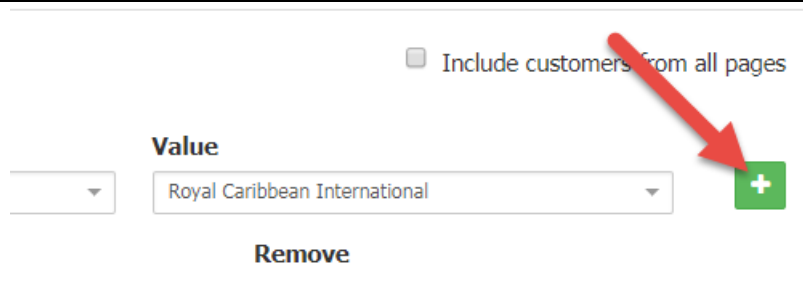 Include customers from all pages
Value
Royal Caribbean International
Remove